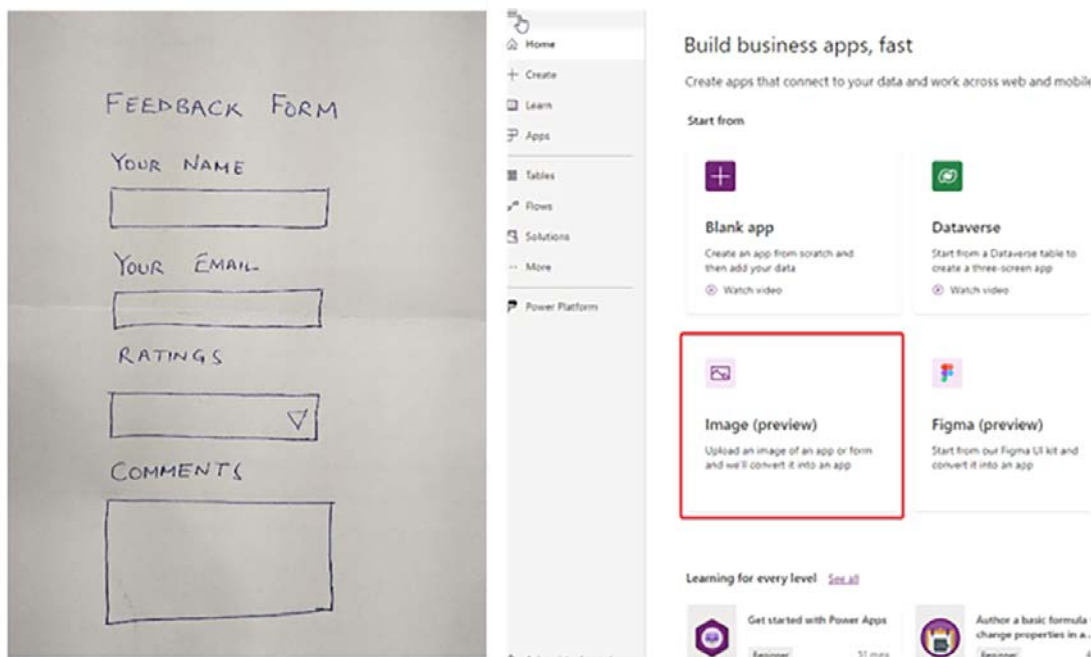 FEEDBACK FORM
YOUR NAME
YOUR EMAIL
RATINGS
COMMENTS
Home
Create
Learn
Apps
Tables
Flows
Solutions
More
Power Platform
Build business apps, fast
Create apps that connect to your data and work across web and mobile
Start from
Blank app
Create an app from scratch and
then add your data
Watch video
Dataverse
Start from a Dataverse table to
create a three-screen app
Watch video
Image (preview)
Upload an image of an app or form
and we'll convert it into an app
Figma (preview)
Start from our Figma UI kit and
convert it into an app
Learning for every level See all
Get started with Power Apps
Beginner 51 mins
Author a basic formula
change properties in a...
Beginner